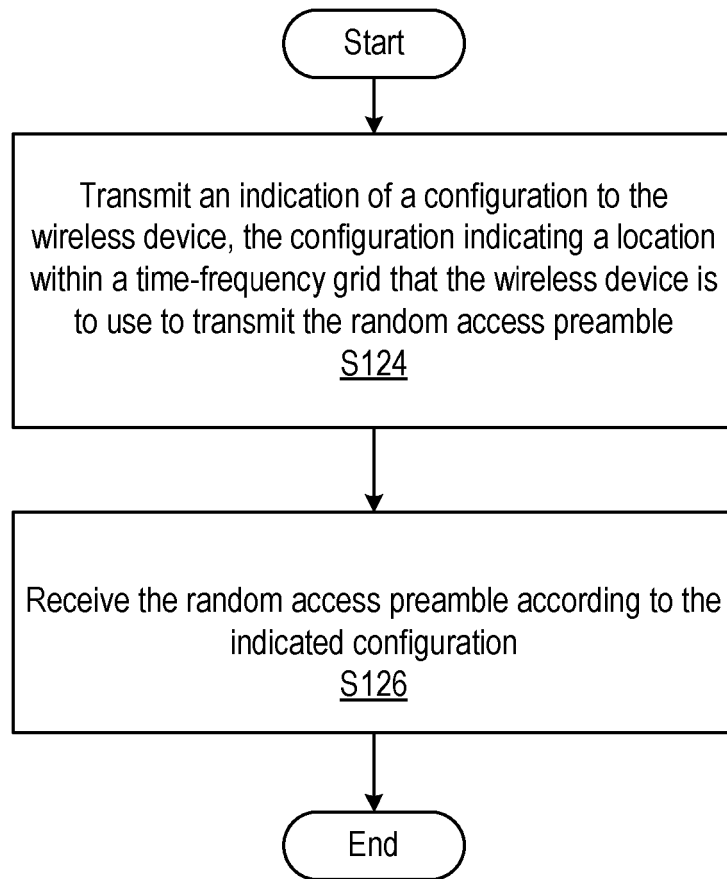 Start
Transmit an indication of a configuration to the
wireless device, the configuration indicating a location
within a time-frequency grid that the wireless device is
to use to transmit the random access preamble
S124
Receive the random access preamble according to the
indicated configuration
S126
End